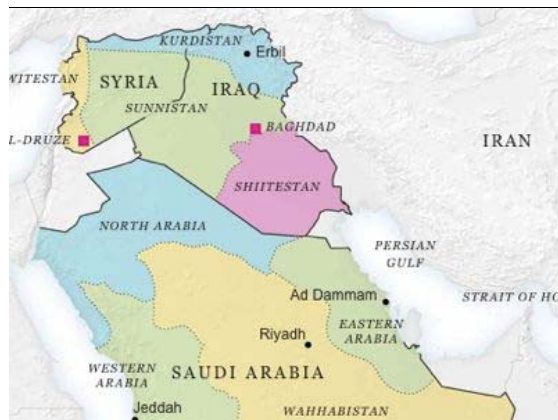 KURDISTAN
Erbil
WITESTAN
SYRIA
IRAQ
SUNNISTAN
L-DRUZE
BAGHDAD
IRAN
SHIITESTAN
NORTH ARABIA
PERSIAN
GULF
Ad Dammam
STRAIT OF HO
EASTERN
ARABIA
Riyadh
WESTERN
ARABIA
SAUDI ARABIA
Jeddah
WAHHABISTAN